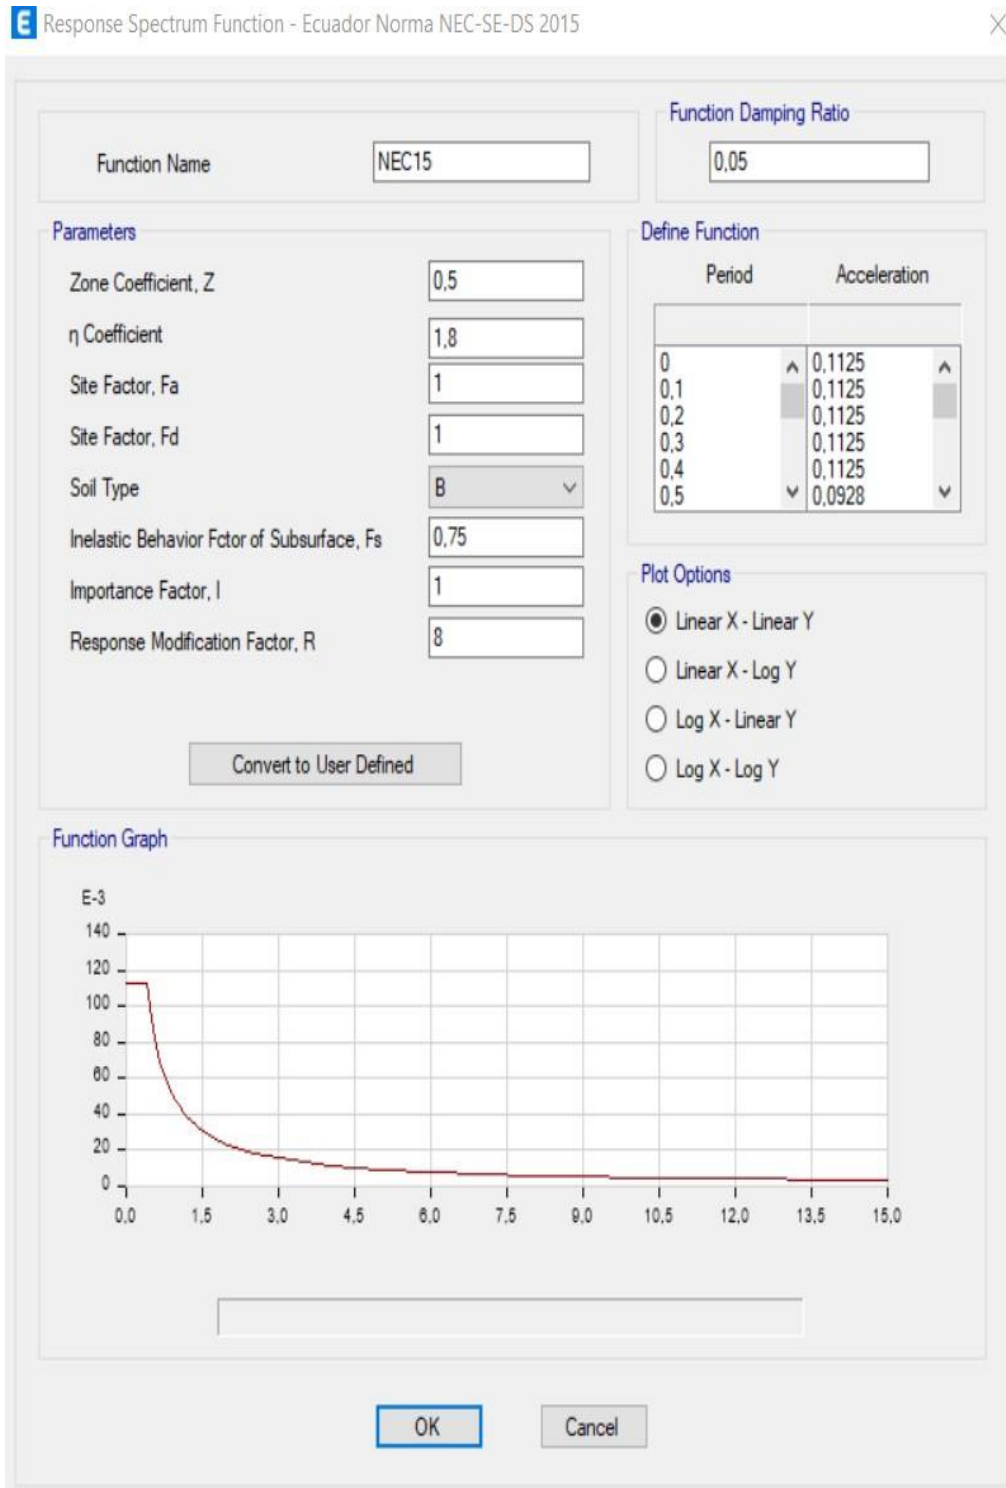 E Response Spectrum Function - Ecuador Norma NEC-SE-DS 2015
Function Name NEC15
Function Damping Ratio
0,05
Parameters
Zone Coefficient, Z 0,5
η Coefficient 1,8
Site Factor, Fa 1
Site Factor, Fd 1
Soil Type B
Inelastic Behavior Fctor of Subsurface, Fs 0,75
Importance Factor, I 1
Response Modification Factor, R 8
Convert to User Defined
Define Function
Period Acceleration
0 0,1125
0,1 0,1125
0,2 0,1125
0,3 0,1125
0,4 0,1125
0,5 0,0928
Plot Options
Linear X - Linear Y
Linear X - Log Y
Log X - Linear Y
Log X - Log Y
Function Graph
E-3
140
120
100
80
60
40
20
0
0,0 1,5 3,0 4,5 6,0 7,5 9,0 10,5 12,0 13,5 15,0
OK Cancel